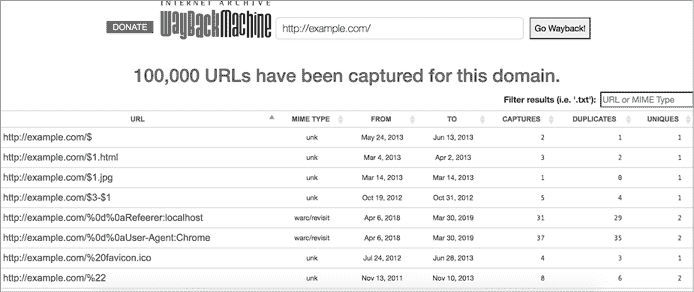 INTERNET ARCHIVE
DONATE WayBackMachine http://example.com/ Go Wayback!
100,000 URLs have been captured for this domain.
Filter results (i.e. '.txt'): URL or MIME Type
URL MIME TYPE FROM TO CAPTURES DUPLICATES UNIQUES
http://example.com/$ unk May 24, 2013 Jun 13, 2013 2 1 1
http://example.com/$1.html unk Mar 4, 2013 Apr 2, 2013 3 2 1
http://example.com/$1.jpg unk Mar 14, 2013 Mar 14, 2013 1 0 1
http://example.com/$3-$1 unk Oct 19, 2012 Oct 31, 2012 5 4 1
http://example.com/%0d%0aRefeerer:localhost warc/revisit Apr 6, 2018 Mar 30, 2019 31 29 2
http://example.com/%0d%0aUser-Agent:Chrome warc/revisit Apr 6, 2018 Mar 30, 2019 37 35 2
http://example.com/%20favicon.ico unk Jul 24, 2012 Jun 28, 2013 4 3 1
http://example.com/%22 unk Nov 13, 2011 Nov 10, 2013 8 6 2